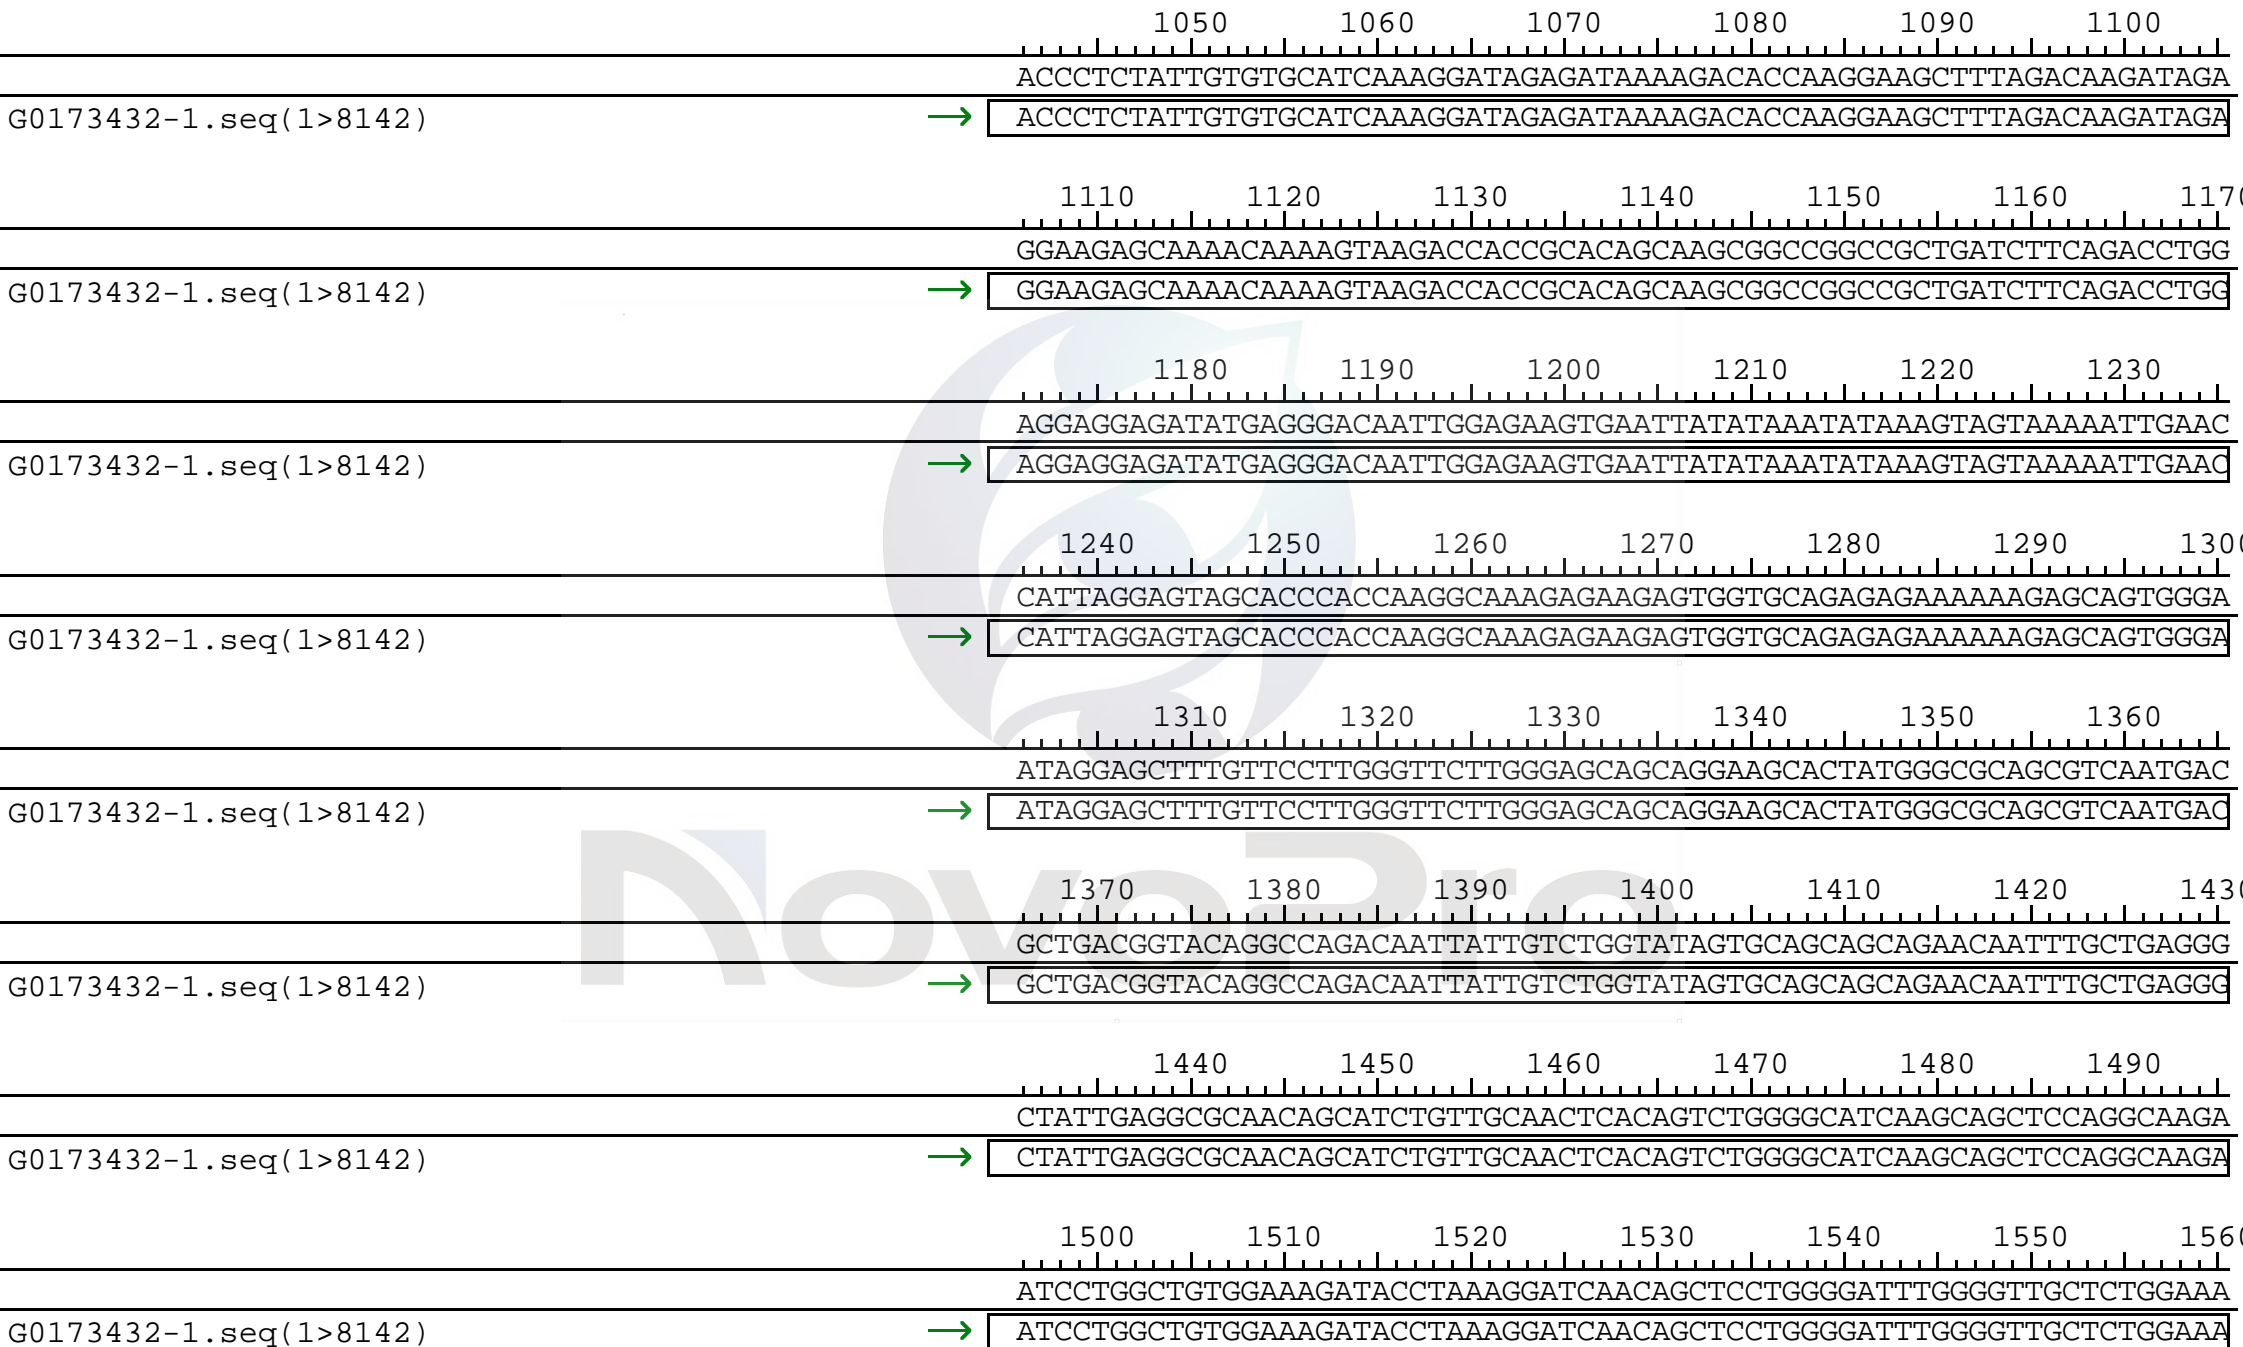 1050 1060 1070 1080 1090 1100
ACCCTCTATTGTGTGCATCAAAGGATAGAGATAAAAGACACCAAGGAAGCTTTAGACAAGATAGA
G0173432-1.seq(1>8142) → ACCCTCTATTGTGTGCATCAAAGGATAGAGATAAAAGACACCAAGGAAGCTTTAGACAAGATAGA
1110 1120 1130 1140 1150 1160 1170
GGAAGAGCAAAACAAAAGTAAGACCACCGCACAGCAAGCGGCCGGCCGCTGATCTTCAGACCTGG
G0173432-1.seq(1>8142) → GGAAGAGCAAAACAAAAGTAAGACCACCGCACAGCAAGCGGCCGGCCGCTGATCTTCAGACCTGG
1180 1190 1200 1210 1220 1230
AGGAGGAGATATGAGGGACAATTGGAGAAGTGAATTATATAAATATAAAGTAGTAAAAATTGAAC
G0173432-1.seq(1>8142) → AGGAGGAGATATGAGGGACAATTGGAGAAGTGAATTATATAAATATAAAGTAGTAAAAATTGAAC
1240 1250 1260 1270 1280 1290 1300
CATTAGGAGTAGCACCCACCAAGGCAAAGAGAAGAGTGGTGCAGAGAGAAAAAAGAGCAGTGGGA
G0173432-1.seq(1>8142) → CATTAGGAGTAGCACCCACCAAGGCAAAGAGAAGAGTGGTGCAGAGAGAAAAAAGAGCAGTGGGA
1310 1320 1330 1340 1350 1360
ATAGGAGCTTTGTTCCTTGGGTTCTTGGGAGCAGCAGGAAGCACTATGGGCGCAGCGTCAATGAC
G0173432-1.seq(1>8142) → ATAGGAGCTTTGTTCCTTGGGTTCTTGGGAGCAGCAGGAAGCACTATGGGCGCAGCGTCAATGAC
NovoPro
1370 1380 1390 1400 1410 1420 1430
GCTGACGGTACAGGCCAGACAATTATTGTCTGGTATAGTGCAGCAGCAGAACAATTTGCTGAGGG
G0173432-1.seq(1>8142) → GCTGACGGTACAGGCCAGACAATTATTGTCTGGTATAGTGCAGCAGCAGAACAATTTGCTGAGGG
1440 1450 1460 1470 1480 1490
CTATTGAGGCGCAACAGCATCTGTTGCAACTCACAGTCTGGGGCATCAAGCAGCTCCAGGCAAGA
G0173432-1.seq(1>8142) → CTATTGAGGCGCAACAGCATCTGTTGCAACTCACAGTCTGGGGCATCAAGCAGCTCCAGGCAAGA
1500 1510 1520 1530 1540 1550 1560
ATCCTGGCTGTGGAAAGATACCTAAAGGATCAACAGCTCCTGGGGATTTGGGGTTGCTCTGGAAA
G0173432-1.seq(1>8142) → ATCCTGGCTGTGGAAAGATACCTAAAGGATCAACAGCTCCTGGGGATTTGGGGTTGCTCTGGAAA